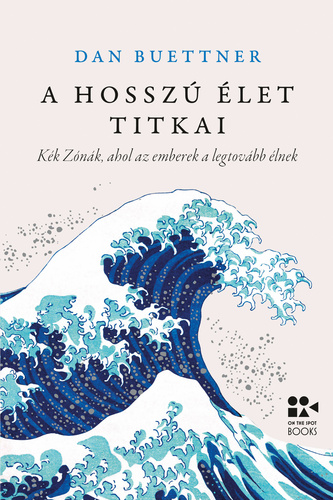 DAN BUETTNER
A HOSSZÚ ÉLET
TITKAI
Kék Zónák, ahol az emberek a legtovább élnek
ON THE SPOT
BOOKS